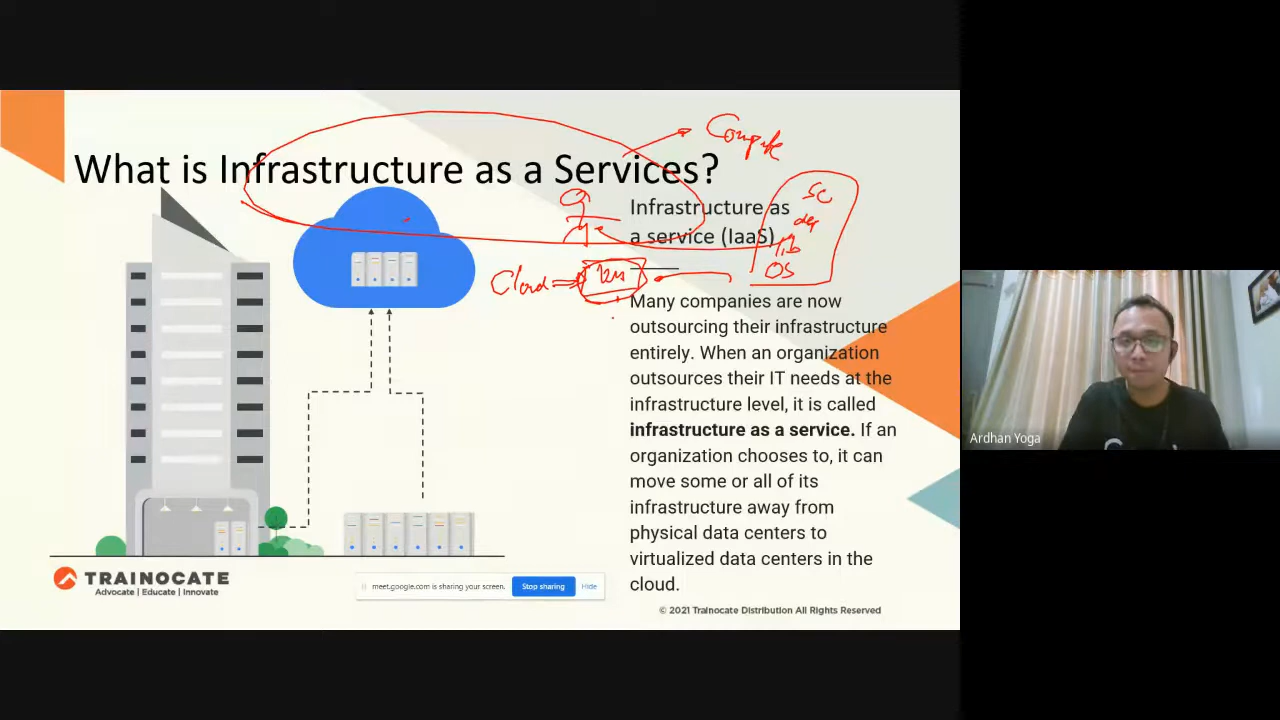 What is Infrastructure as a Services?
Compute
Infrastructure as
a service (IaaS)
SC
dep
lib
OS
Cloud
Many companies are now
outsourcing their infrastructure
entirely. When an organization
outsources their IT needs at the
infrastructure level, it is called
infrastructure as a service. If an
organization chooses to, it can
move some or all of its
infrastructure away from
physical data centers to
virtualized data centers in the
cloud.
TRAINOCATE
Advocate | Educate | Innovate
meet.google.com is sharing your screen.
Stop sharing
Hide
© 2021 Trainocate Distribution All Rights Reserved
Ardhan Yoga